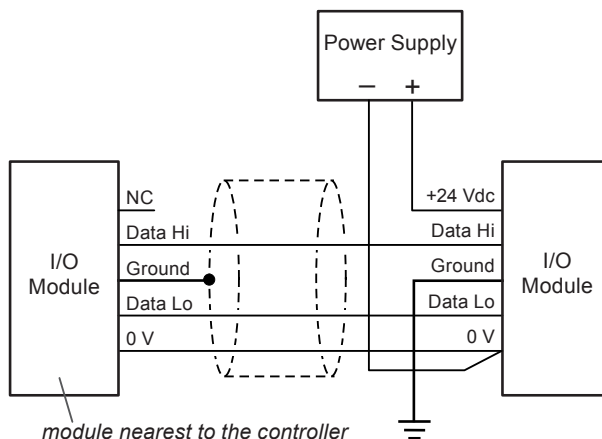 Power Supply
– +
NC
+24 Vdc
Data Hi
Data Hi
I/O
Module
Ground
Ground
I/O
Module
Data Lo
Data Lo
0 V
0 V
module nearest to the controller